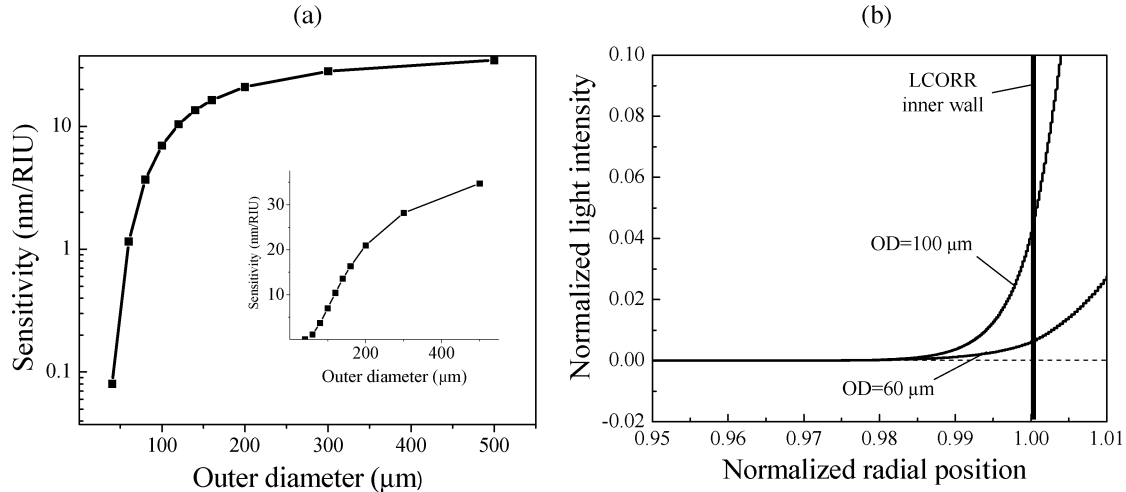 (a)
Sensitivity (nm/RIU)
10
1
0.1
100
200
300
400
500
Outer diameter (μm)
Sensitivity (nm/RIU)
30
20
10
200
400
Outer diameter (μm)
(b)
Normalized light intensity
0.10
0.08
0.06
0.04
0.02
0.00
-0.02
LCORR
inner wall
OD=100 μm
OD=60 μm
0.95
0.96
0.97
0.98
0.99
1.00
1.01
Normalized radial position